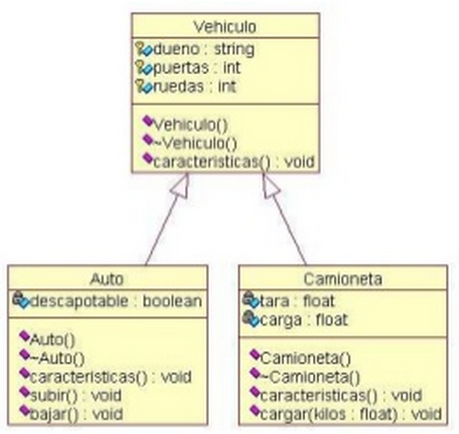 Vehiculo
dueno : string
puertas : int
ruedas : int
Vehiculo()
~Vehiculo()
caracteristicas() : void
Auto
descapotable : boolean
Auto()
~Auto()
caracteristicas() : void
subir() : void
bajar() : void
Camioneta
tara : float
carga : float
Camioneta()
~Camioneta()
caracteristicas() : void
cargar(kilos : float) : void